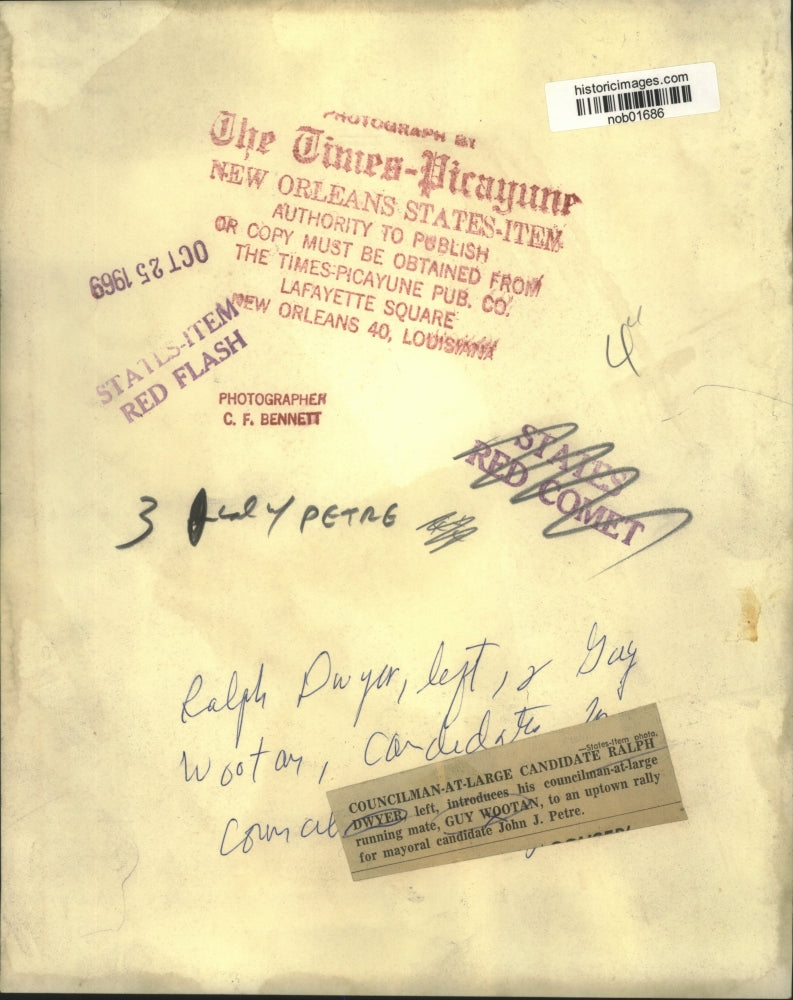 historicimages.com
nob01686
PHOTOGRAPH BY
The Times-Picayune
NEW ORLEANS STATES-ITEM
AUTHORITY TO PUBLISH
OR COPY MUST BE OBTAINED FROM
THE TIMES-PICAYUNE PUB. CO.
LAFAYETTE SQUARE
NEW ORLEANS 40, LOUISIANA
OCT 25 1969
STATES-ITEM
RED FLASH
PHOTOGRAPHER
C. F. BENNETT
4
STATES
RED COMET
3
PETRE
Ralph Dwyer, left, & Guy
Wootan, Candidates
Council
—States-Item photo.
COUNCILMAN-AT-LARGE CANDIDATE RALPH
DWYER, left, introduces his councilman-at-large
running mate, GUY WOOTAN, to an uptown rally
for mayoral candidate John J. Petre.